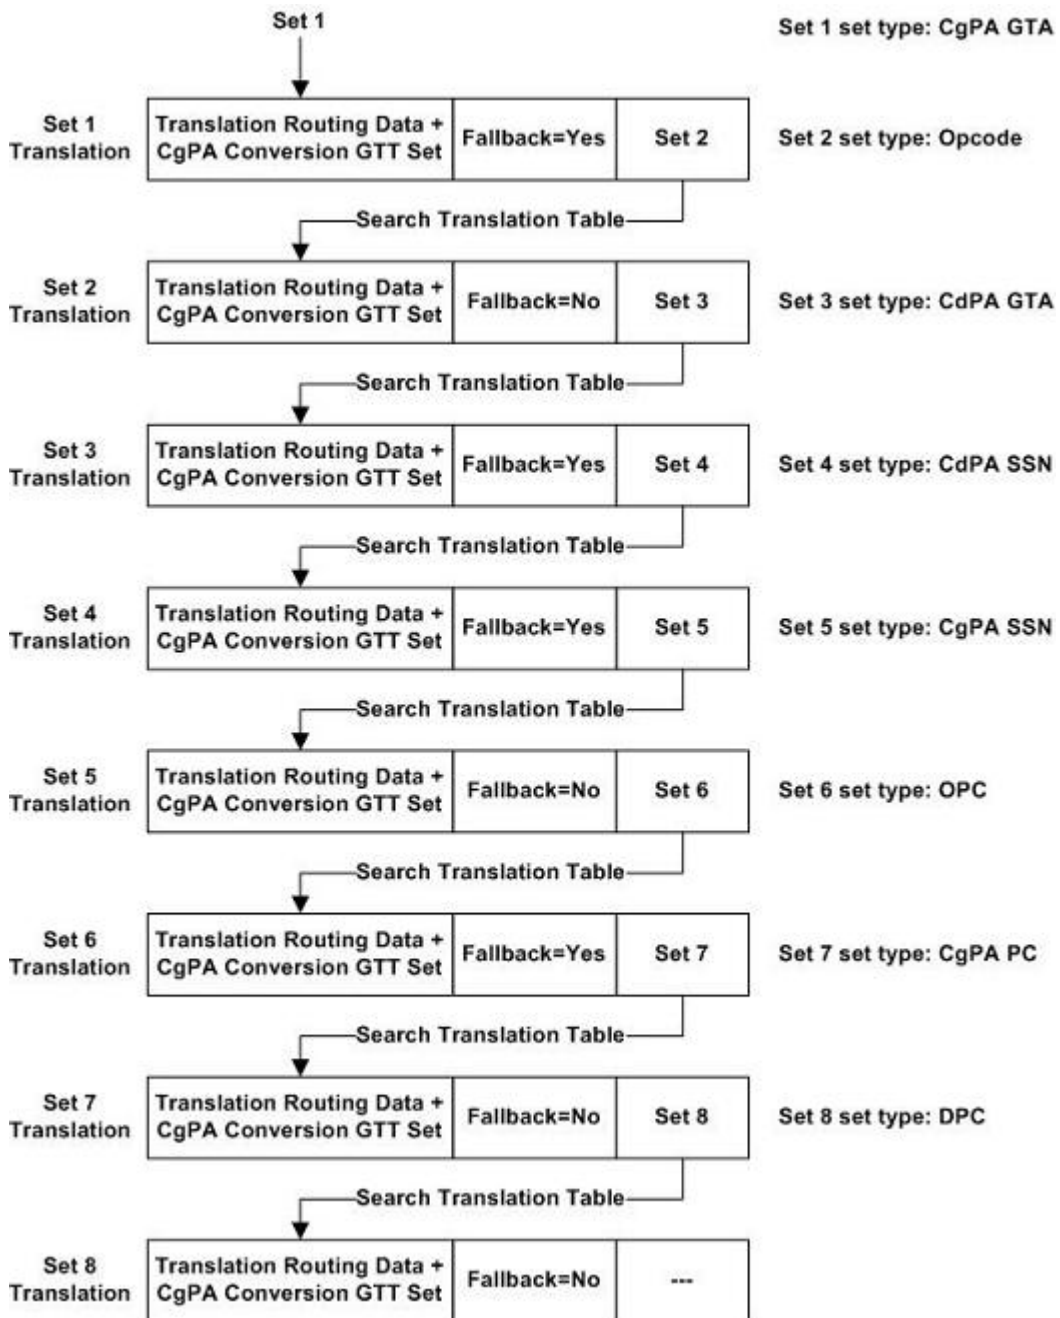 Set 1
Set 1 set type: CgPA GTA
Set 1
Translation
Translation Routing Data +
CgPA Conversion GTT Set
Fallback=Yes
Set 2
Set 2 set type: Opcode
Search Translation Table
Set 2
Translation
Translation Routing Data +
CgPA Conversion GTT Set
Fallback=No
Set 3
Set 3 set type: CdPA GTA
Search Translation Table
Set 3
Translation
Translation Routing Data +
CgPA Conversion GTT Set
Fallback=Yes
Set 4
Set 4 set type: CdPA SSN
Search Translation Table
Set 4
Translation
Translation Routing Data +
CgPA Conversion GTT Set
Fallback=Yes
Set 5
Set 5 set type: CgPA SSN
Search Translation Table
Set 5
Translation
Translation Routing Data +
CgPA Conversion GTT Set
Fallback=No
Set 6
Set 6 set type: OPC
Search Translation Table
Set 6
Translation
Translation Routing Data +
CgPA Conversion GTT Set
Fallback=Yes
Set 7
Set 7 set type: CgPA PC
Search Translation Table
Set 7
Translation
Translation Routing Data +
CgPA Conversion GTT Set
Fallback=No
Set 8
Set 8 set type: DPC
Search Translation Table
Set 8
Translation
Translation Routing Data +
CgPA Conversion GTT Set
Fallback=No
---